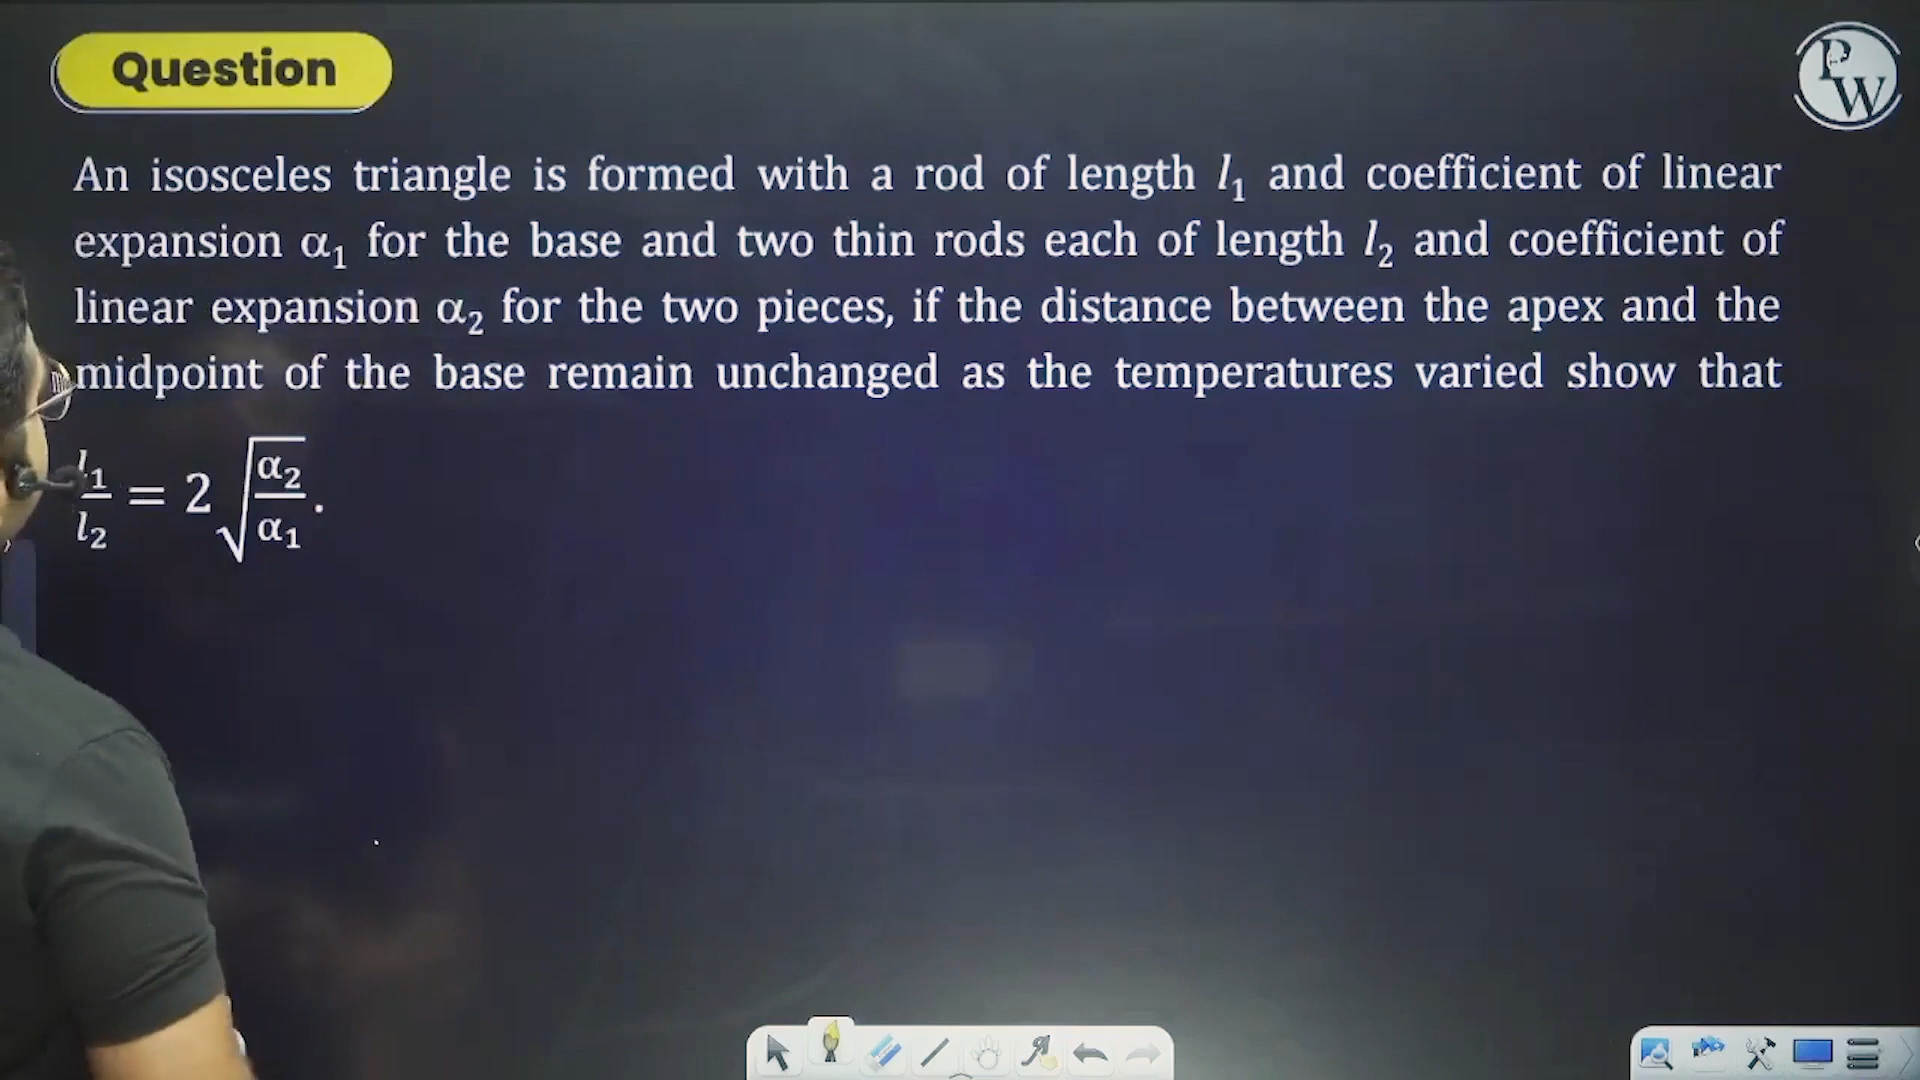 Question
PW
An isosceles triangle is formed with a rod of length l₁ and coefficient of linear
expansion α₁ for the base and two thin rods each of length l₂ and coefficient of
linear expansion α₂ for the two pieces, if the distance between the apex and the
midpoint of the base remain unchanged as the temperatures varied show that
l₁/l₂ = 2√(α₂/α₁).